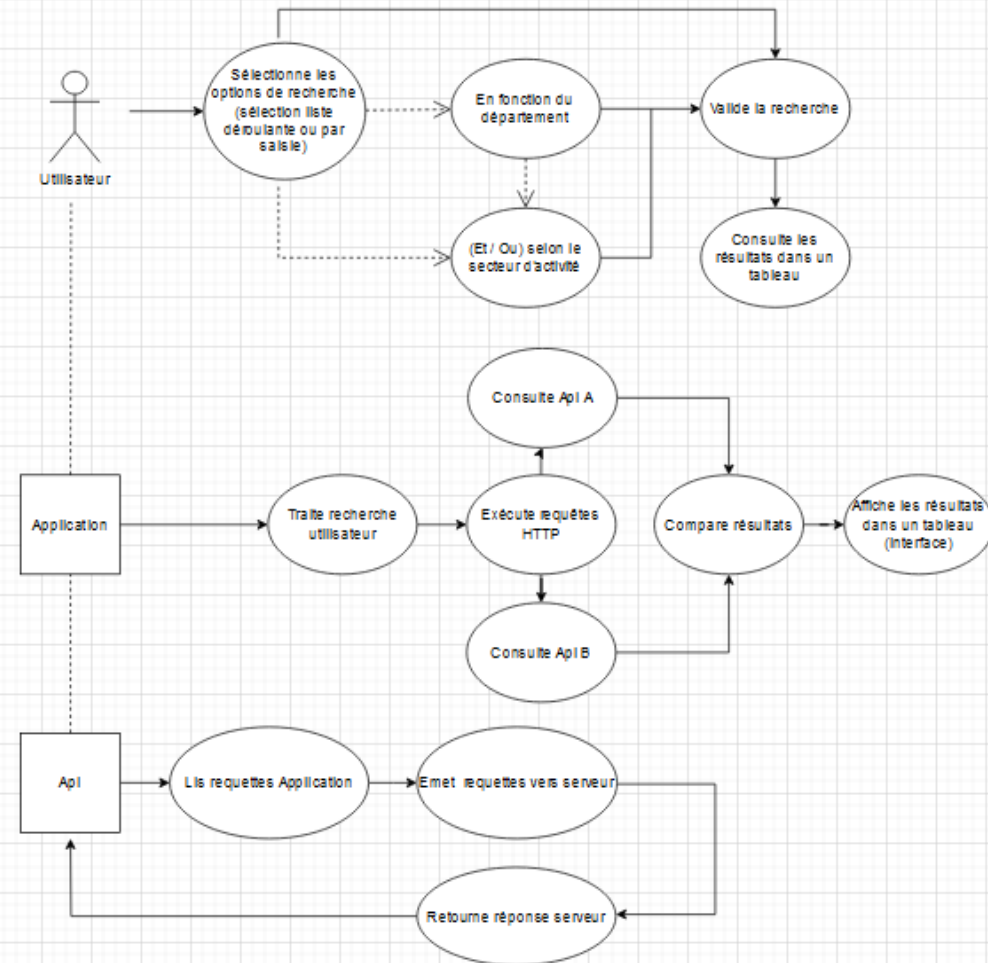 Sélectionne les
options de recherche
(sélection liste
déroulante ou par
saisie)
En fonction du
département
Valide la recherche
Utilisateur
(Et / Ou) selon le
secteur d'activité
Consulte les
résultats dans un
tableau
Consulte Api A
Application
Traite recherche
utilisateur
Exécute requêtes
HTTP
Compare résultats
Affiche les résultats
dans un tableau
(Interface)
Consulte Api B
Api
Lis requettes Application
Emet requettes vers serveur
Retourne réponse serveur